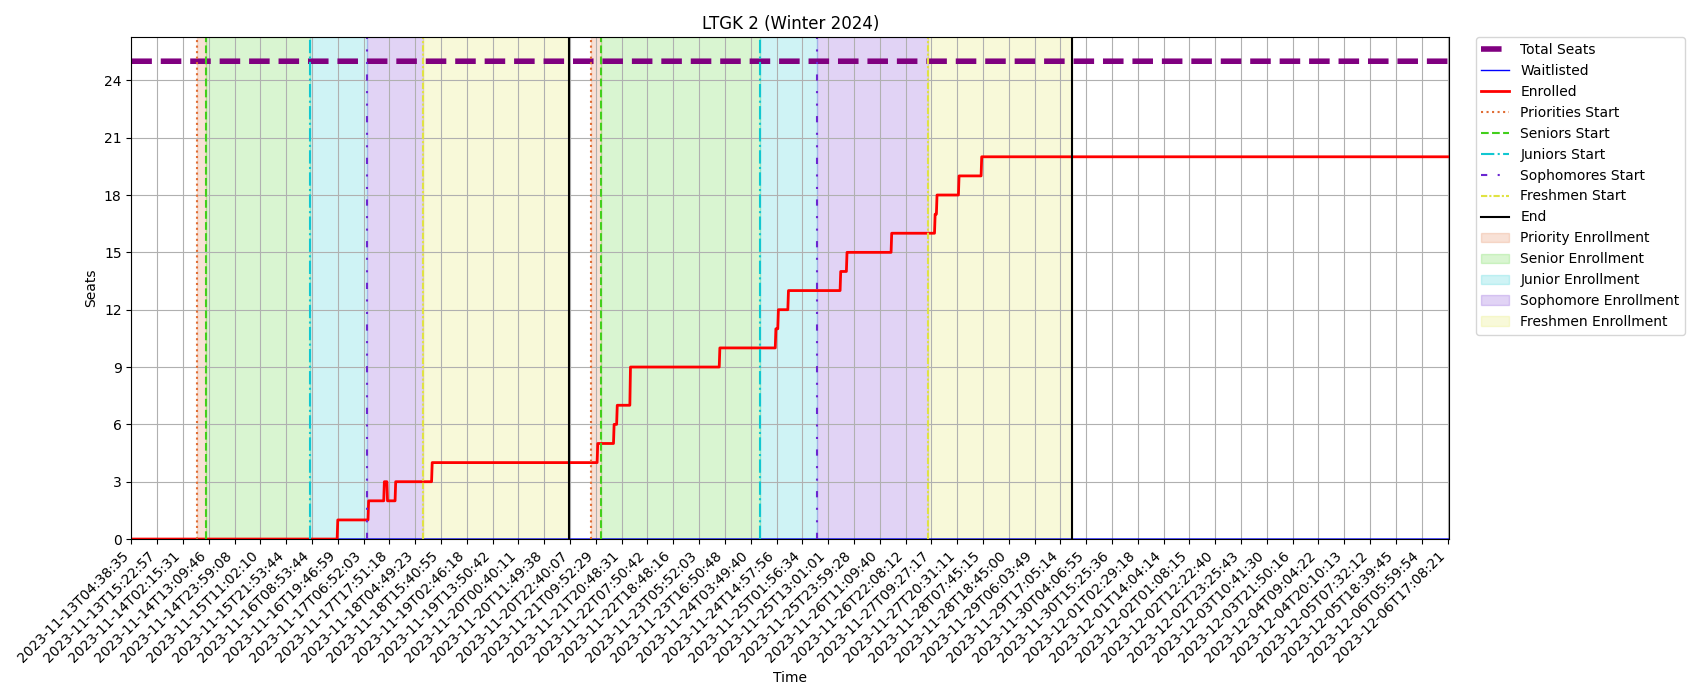 LTGK 2 (Winter 2024)
Seats
24
21
18
15
12
9
6
3
0
2023-11-13T04:38:35
2023-11-13T15:22:57
2023-11-14T02:15:31
2023-11-14T13:09:46
2023-11-14T23:59:08
2023-11-15T11:02:10
2023-11-15T21:53:44
2023-11-16T08:53:44
2023-11-16T19:46:59
2023-11-17T06:52:03
2023-11-17T17:51:18
2023-11-18T04:49:23
2023-11-18T15:40:55
2023-11-19T02:46:18
2023-11-19T13:50:42
2023-11-20T00:40:11
2023-11-20T11:49:38
2023-11-20T22:40:07
2023-11-21T09:52:29
2023-11-21T20:48:31
2023-11-22T07:50:42
2023-11-22T18:48:16
2023-11-23T05:52:03
2023-11-23T16:50:48
2023-11-24T03:49:40
2023-11-24T14:57:56
2023-11-25T01:56:34
2023-11-25T13:01:01
2023-11-25T23:59:28
2023-11-26T11:09:40
2023-11-26T22:08:12
2023-11-27T09:27:17
2023-11-27T20:31:11
2023-11-28T07:45:15
2023-11-28T18:45:00
2023-11-29T06:03:49
2023-11-29T17:05:14
2023-11-30T04:06:55
2023-11-30T15:25:36
2023-12-01T02:29:18
2023-12-01T14:04:14
2023-12-02T01:08:15
2023-12-02T12:22:40
2023-12-02T23:25:43
2023-12-03T10:41:30
2023-12-03T21:50:16
2023-12-04T09:04:22
2023-12-04T20:10:13
2023-12-05T07:32:12
2023-12-05T18:39:45
2023-12-06T05:59:54
2023-12-06T17:08:21
Time
Total Seats
Waitlisted
Enrolled
Priorities Start
Seniors Start
Juniors Start
Sophomores Start
Freshmen Start
End
Priority Enrollment
Senior Enrollment
Junior Enrollment
Sophomore Enrollment
Freshmen Enrollment